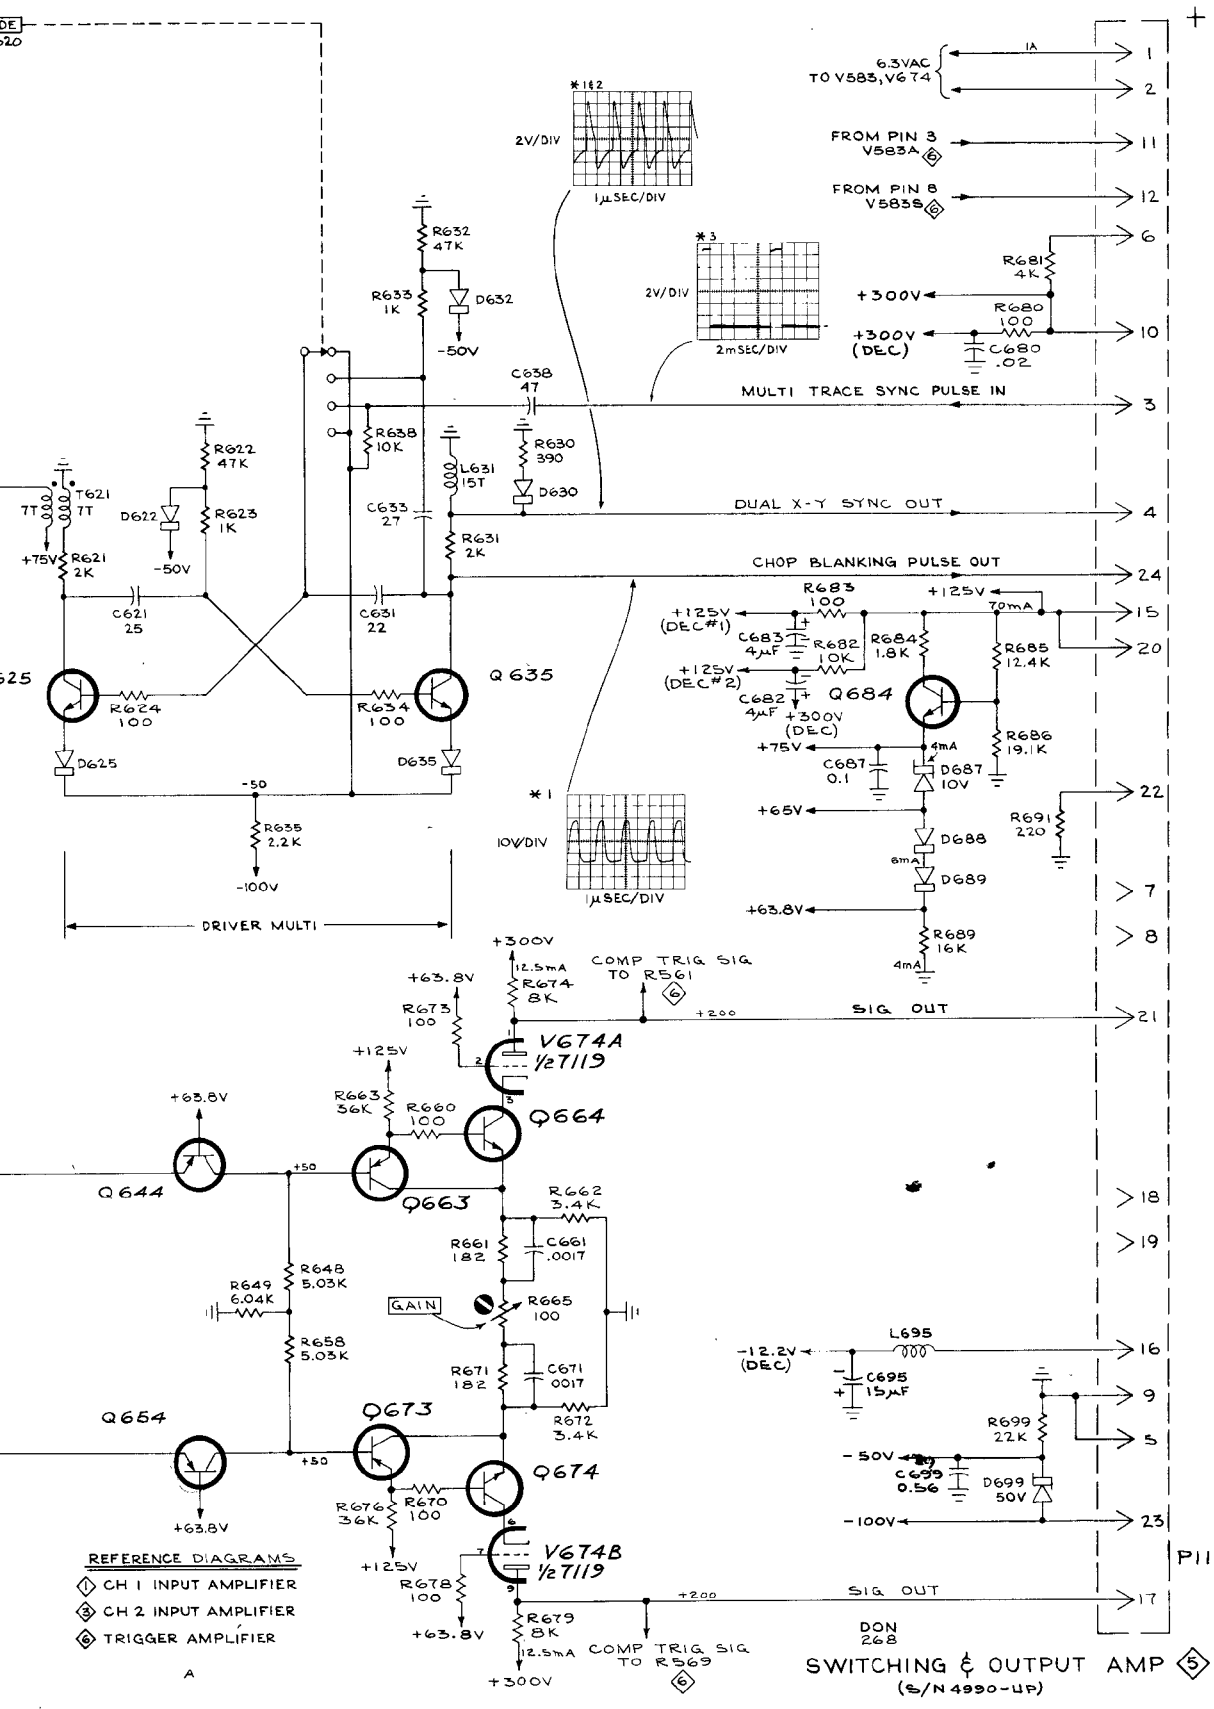 DE
620
+
6.3VAC
TO V583, V674
1A
1
2
FROM PIN 3
V583A 6
11
FROM PIN 8
V583B 6
12
6
R681
4K
+300V
R680
100
+300V
(DEC)
C680
.02
10
* 1&2
2V/DIV
1µSEC/DIV
* 3
2V/DIV
2mSEC/DIV
R632
47K
R633
1K
D632
-50V
C638
47
MULTI TRACE SYNC PULSE IN
3
R638
10K
R622
47K
L631
15T
R630
390
D630
T621
7T
7T
D622
R623
1K
C633
27
DUAL X-Y SYNC OUT
4
+75V
R621
2K
-50V
R631
2K
CHOP BLANKING PULSE OUT
24
C621
25
C631
22
+125V
(DEC#1)
R683
100
+125V
70mA
15
C683
4µF
R682
10K
R684
1.8K
R685
12.4K
20
+125V
(DEC#2)
C682
4µF
+300V
(DEC)
Q684
625
R624
100
R634
100
Q635
R686
19.1K
+75V
4mA
C687
0.1
D687
10V
D625
D635
-50
* 1
10V/DIV
1µSEC/DIV
+65V
R691
220
22
R635
2.2K
-100V
D688
6mA
D689
7
+63.8V
8
DRIVER MULTI
R689
16K
4mA
+300V
12.5mA
R674
8K
COMP TRIG SIG
TO R561
6
+63.8V
R673
100
+200
SIG OUT
21
1
V674A
½7119
2
3
+125V
R663
36K
R660
100
Q664
+63.8V
+50
Q644
Q663
R662
3.4K
18
R661
182
C661
.0017
19
R648
5.03K
R649
6.04K
GAIN
R665
100
R658
5.03K
R671
182
C671
.0017
R672
3.4K
-12.2V
(DEC)
L695
16
C695
15µF
9
Q654
Q673
R699
22K
5
+50
Q674
-50V
C699
0.56
D699
50V
R676
36K
R670
100
+63.8V
-100V
23
6
V674B
½7119
7
9
+125V
R678
100
P11
REFERENCE DIAGRAMS
1 CH 1 INPUT AMPLIFIER
3 CH 2 INPUT AMPLIFIER
6 TRIGGER AMPLIFIER
A
+200
SIG OUT
17
+63.8V
R679
8K
12.5mA
+300V
COMP TRIG SIG
TO R569
6
DON
268
SWITCHING & OUTPUT AMP 5
(S/N 4990-UP)